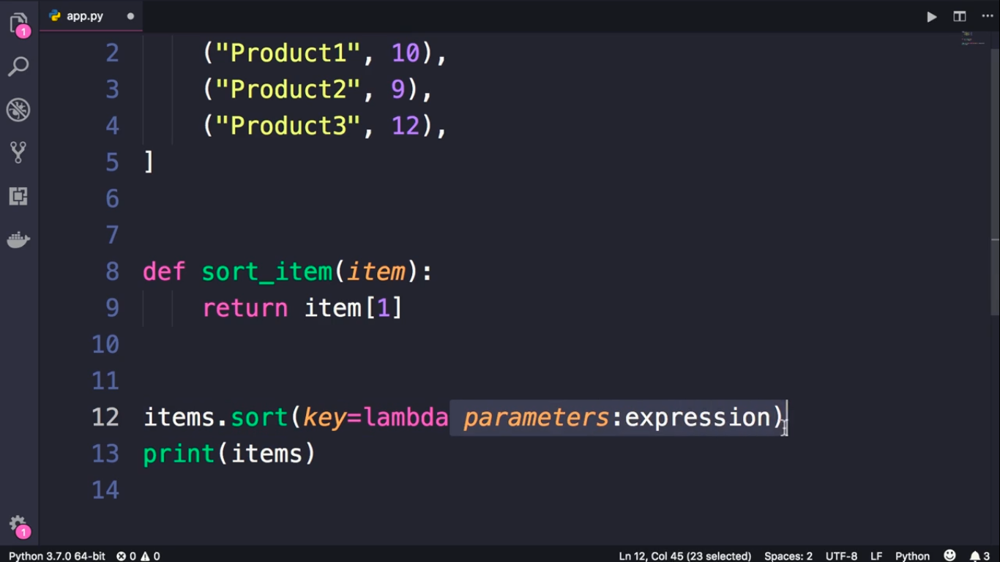 app.py
2 ("Product1", 10),
3 ("Product2", 9),
4 ("Product3", 12),
5 ]
6
7
8 def sort_item(item):
9 return item[1]
10
11
12 items.sort(key=lambda parameters:expression)
13 print(items)
14
1
1
Python 3.7.0 64-bit 0 0 Ln 12, Col 45 (23 selected) Spaces: 2 UTF-8 LF Python 3